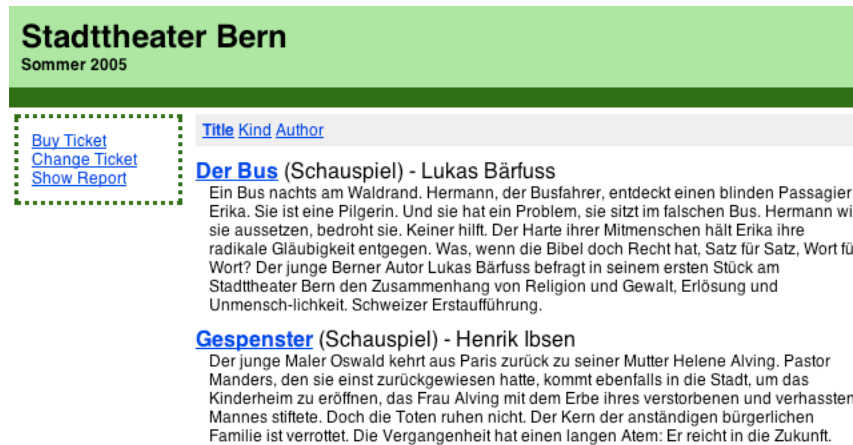 Stadttheater Bern
Sommer 2005
Buy Ticket
Change Ticket
Show Report
Title Kind Author
Der Bus (Schauspiel) - Lukas Bärfuss
Ein Bus nachts am Waldrand. Hermann, der Busfahrer, entdeckt einen blinden Passagier
Erika. Sie ist eine Pilgerin. Und sie hat ein Problem, sie sitzt im falschen Bus. Hermann wi
sie aussetzen, bedroht sie. Keiner hilft. Der Harte ihrer Mitmenschen hält Erika ihre
radikale Gläubigkeit entgegen. Was, wenn die Bibel doch Recht hat, Satz für Satz, Wort fü
Wort? Der junge Berner Autor Lukas Bärfuss befragt in seinem ersten Stück am
Stadttheater Bern den Zusammenhang von Religion und Gewalt, Erlösung und
Unmensch-lichkeit. Schweizer Erstaufführung.
Gespenster (Schauspiel) - Henrik Ibsen
Der junge Maler Oswald kehrt aus Paris zurück zu seiner Mutter Helene Alving. Pastor
Manders, den sie einst zurückgewiesen hatte, kommt ebenfalls in die Stadt, um das
Kinderheim zu eröffnen, das Frau Alving mit dem Erbe ihres verstorbenen und verhassten
Mannes stiftete. Doch die Toten ruhen nicht. Der Kern der anständigen bürgerlichen
Familie ist verrottet. Die Vergangenheit hat einen langen Atem: Er reicht in die Zukunft.